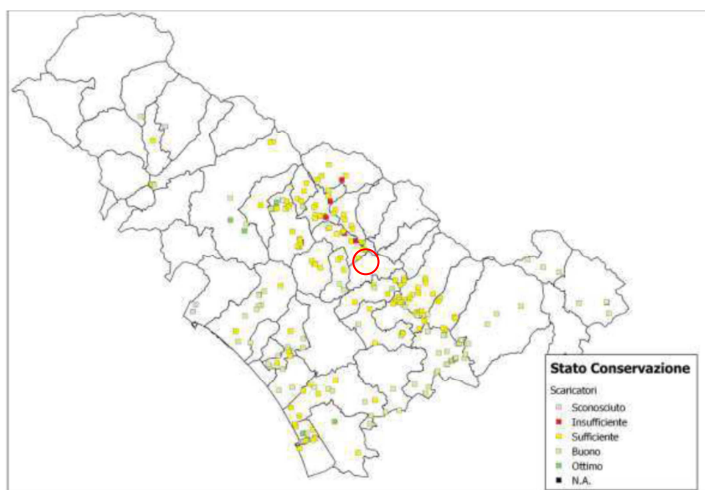 Stato Conservazione
Scaricatori
Sconosciuto
Insufficiente
Sufficiente
Buono
Ottimo
N.A.